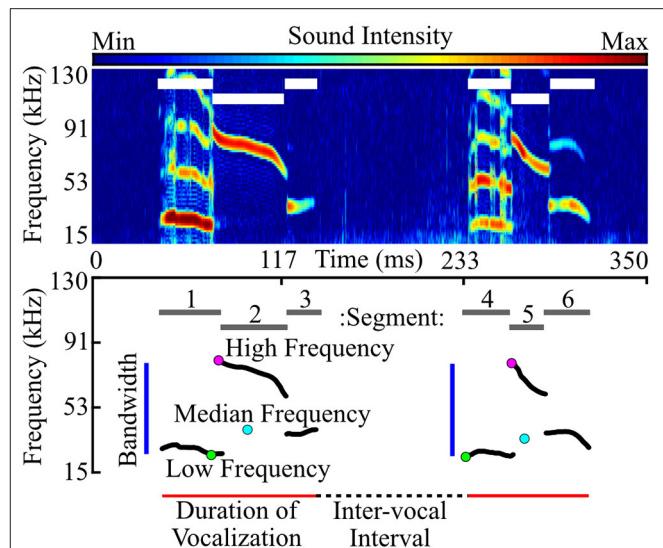 Sound Intensity
Min Max
Frequency (kHz)
130
91
53
15
0 117 Time (ms) 233 350
Frequency (kHz)
130
91
53
15
1 2 3 :Segment: 4 5 6
Bandwidth
High Frequency
Median Frequency
Low Frequency
Duration of Inter-vocal
Vocalization Interval